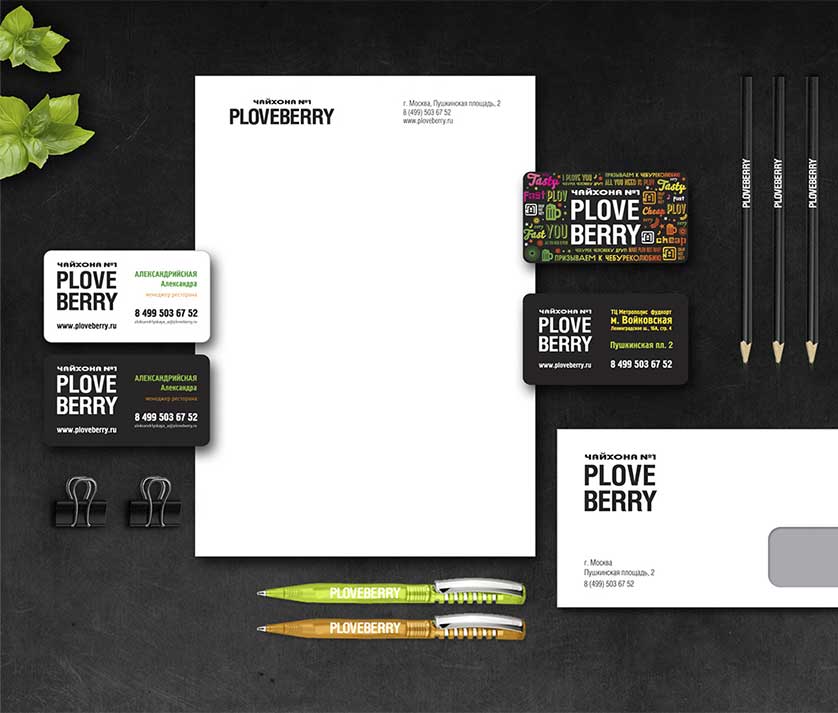 ЧАЙХОНА №1
PLOVEBERRY
г. Москва, Пушкинская площадь, 2
8 (499) 503 67 52
www.ploveberry.ru
ЧАЙХОНА №1
PLOVE
BERRY
www.ploveberry.ru
АЛЕКСАНДРИЙСКАЯ
Александра
менеджер ресторана
8 499 503 67 52
ЧАЙХОНА №1
PLOVE
BERRY
www.ploveberry.ru
АЛЕКСАНДРИЙСКАЯ
Александра
менеджер ресторана
8 499 503 67 52
Tasty I LOVE YOU ПРИЗЫВАЕМ К ЧЕБУРЕКОЛЮБИЮ
ALL YOU NEED IS PLOV Tasty
Fast PLOV
ЧАЙХОНА №1
PLOVE
BERRY
Cheap PLOV
Fast YOU
cheap
ПРИЗЫВАЕМ К ЧЕБУРЕКОЛЮБИЮ
ЧАЙХОНА №1
PLOVE
BERRY
www.ploveberry.ru
ТЦ Метрополис фудкорт
м. Войковская
Ленинградское ш., 16А, стр. 4
Пушкинская пл. 2
8 499 503 67 52
PLOVEBERRY
PLOVEBERRY
PLOVEBERRY
ЧАЙХОНА №1
PLOVE
BERRY
г. Москва
Пушкинская площадь, 2
8 (499) 503 67 52
PLOVEBERRY
PLOVEBERRY